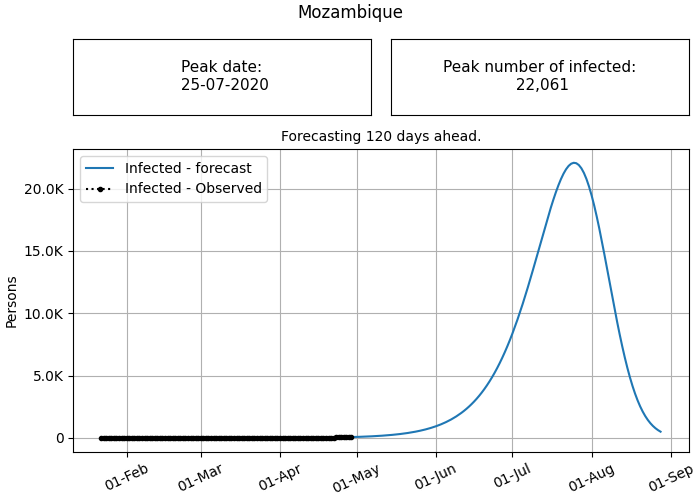 Mozambique
Peak date:
25-07-2020
Peak number of infected:
22,061
Forecasting 120 days ahead.
Infected - forecast
Infected - Observed
Persons
20.0K
15.0K
10.0K
5.0K
0
01-Feb
01-Mar
01-Apr
01-May
01-Jun
01-Jul
01-Aug
01-Sep